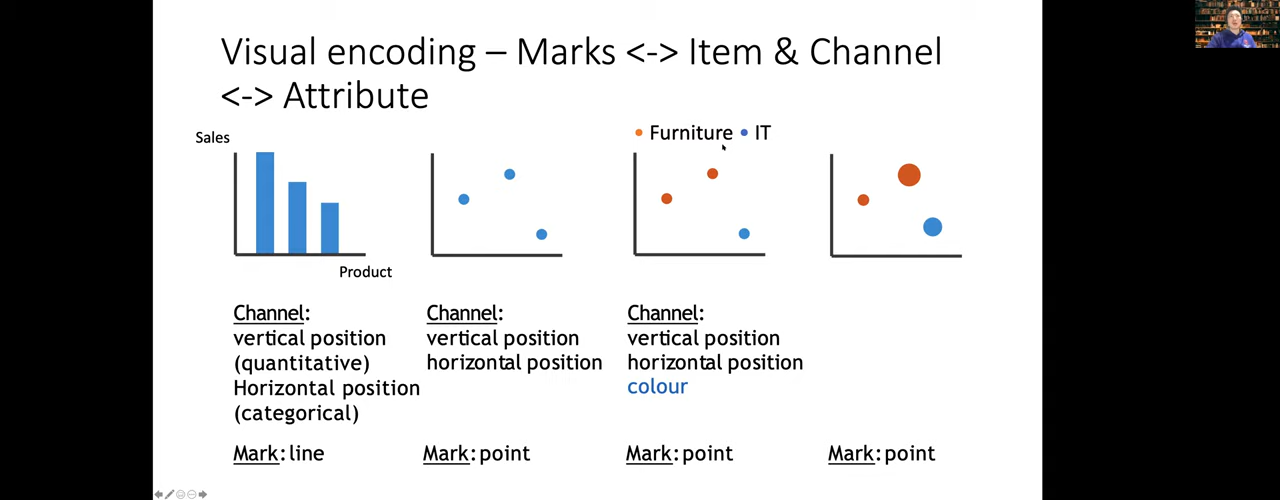 Visual encoding – Marks <-> Item & Channel
<-> Attribute
Sales
Product
Furniture IT
Channel:
vertical position
(quantitative)
Horizontal position
(categorical)
Mark:line
Channel:
vertical position
horizontal position
Mark:point
Channel:
vertical position
horizontal position
colour
Mark:point
Mark:point